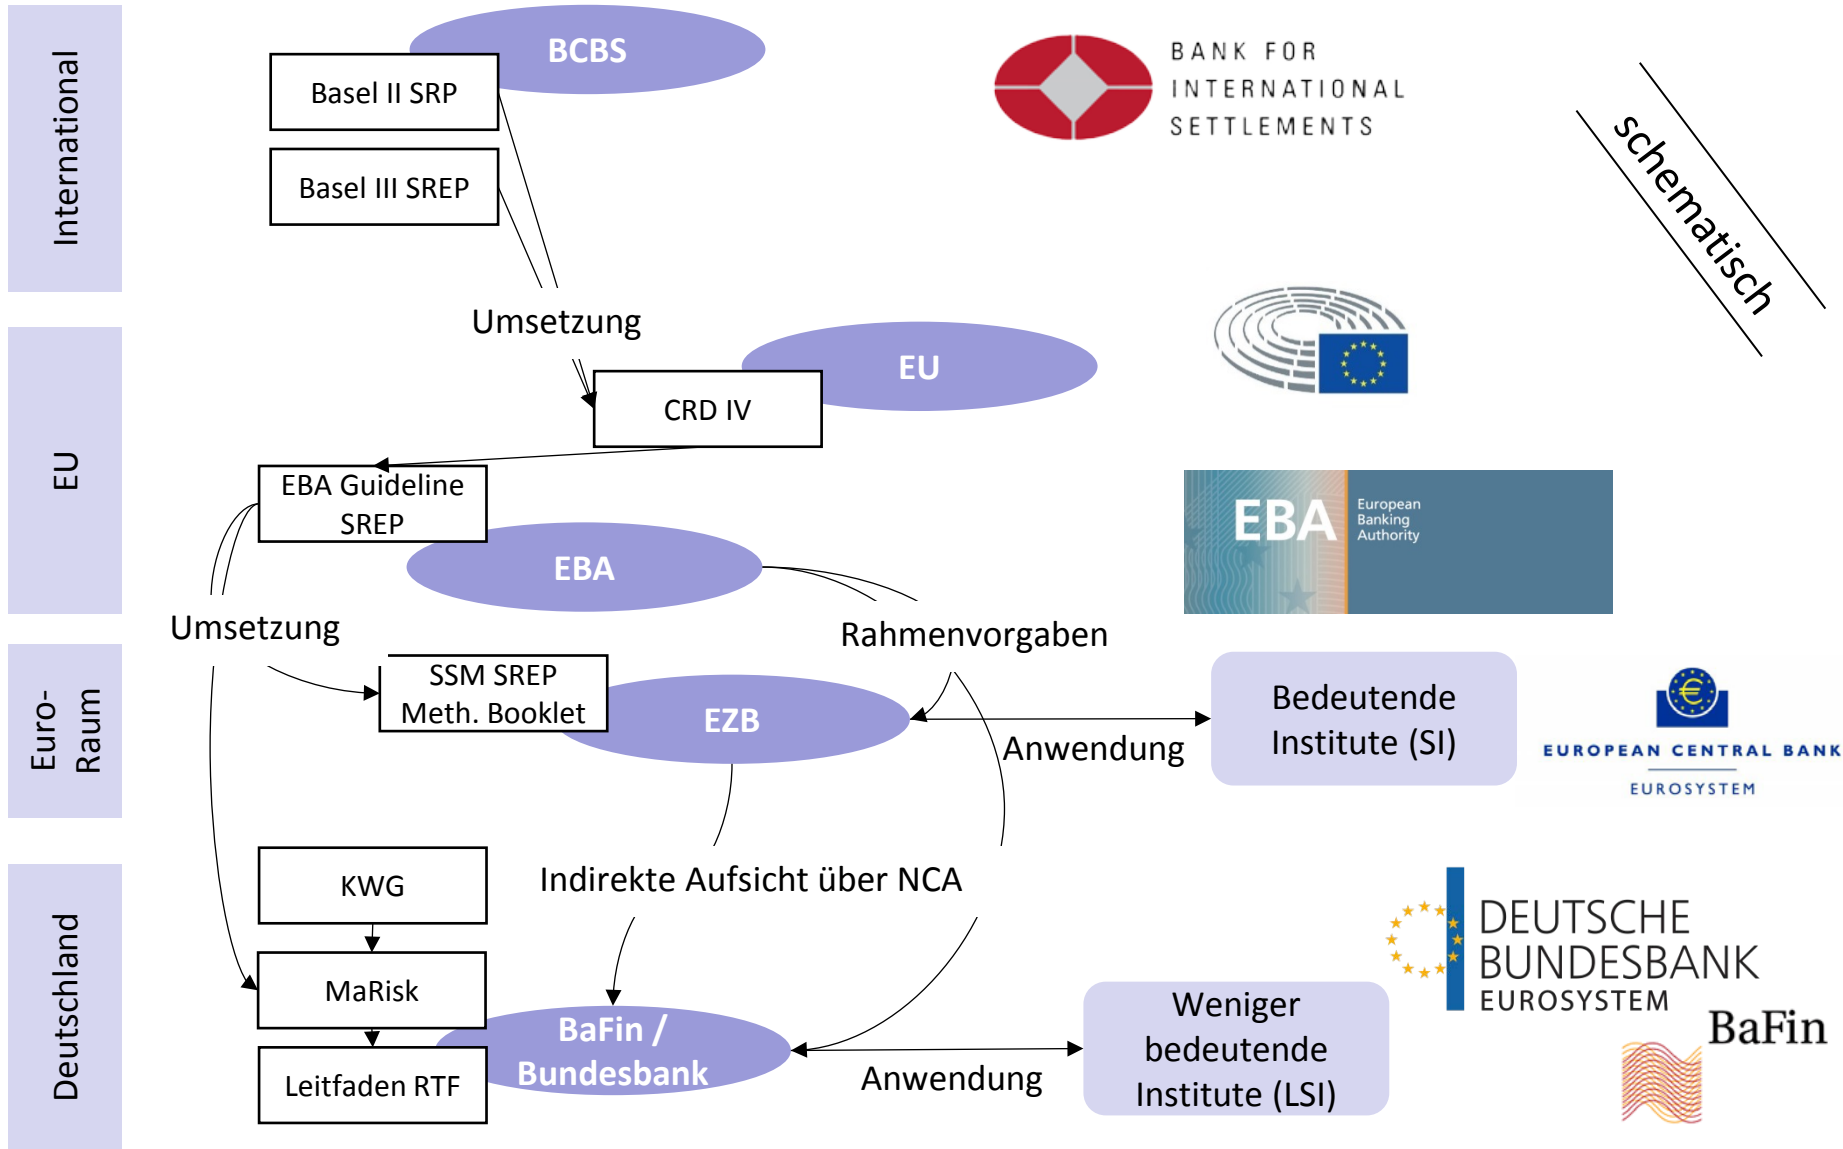 International
BCBS
Basel II SRP
Basel III SREP
BANK FOR
INTERNATIONAL
SETTLEMENTS
schematisch
Umsetzung
EU
EU
CRD IV
EBA Guideline
SREP
EBA
EBA
European
Banking
Authority
Umsetzung
Rahmenvorgaben
Euro-
Raum
SSM SREP
Meth. Booklet
EZB
Anwendung
Bedeutende
Institute (SI)
EUROPEAN CENTRAL BANK
EUROSYSTEM
Deutschland
KWG
Indirekte Aufsicht über NCA
MaRisk
Leitfaden RTF
BaFin /
Bundesbank
Anwendung
Weniger
bedeutende
Institute (LSI)
DEUTSCHE
BUNDESBANK
EUROSYSTEM
BaFin